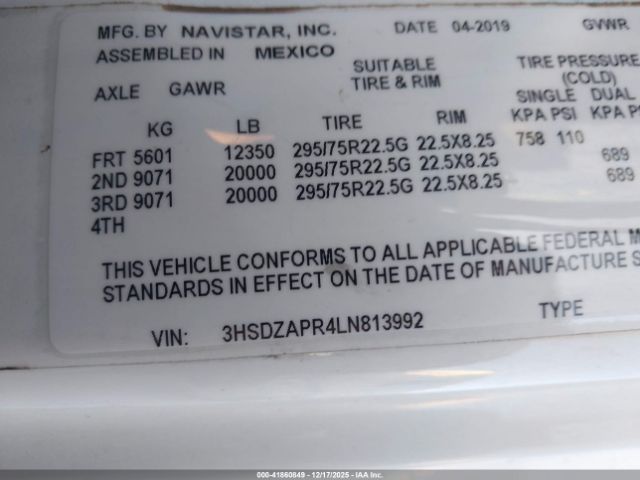 MFG. BY NAVISTAR, INC. DATE 04-2019 GVWR
ASSEMBLED IN MEXICO
SUITABLE TIRE PRESSURE
AXLE GAWR TIRE & RIM (COLD)
SINGLE DUAL
KG LB TIRE RIM KPA PSI KPA
FRT 5601 12350 295/75R22.5G 22.5X8.25 758 110
2ND 9071 20000 295/75R22.5G 22.5X8.25 689
3RD 9071 20000 295/75R22.5G 22.5X8.25 689
4TH
THIS VEHICLE CONFORMS TO ALL APPLICABLE FEDERAL M
STANDARDS IN EFFECT ON THE DATE OF MANUFACTURE S
VIN: 3HSDZAPR4LN813992 TYPE
000-41860849 - 12/17/2025 - IAA Inc.